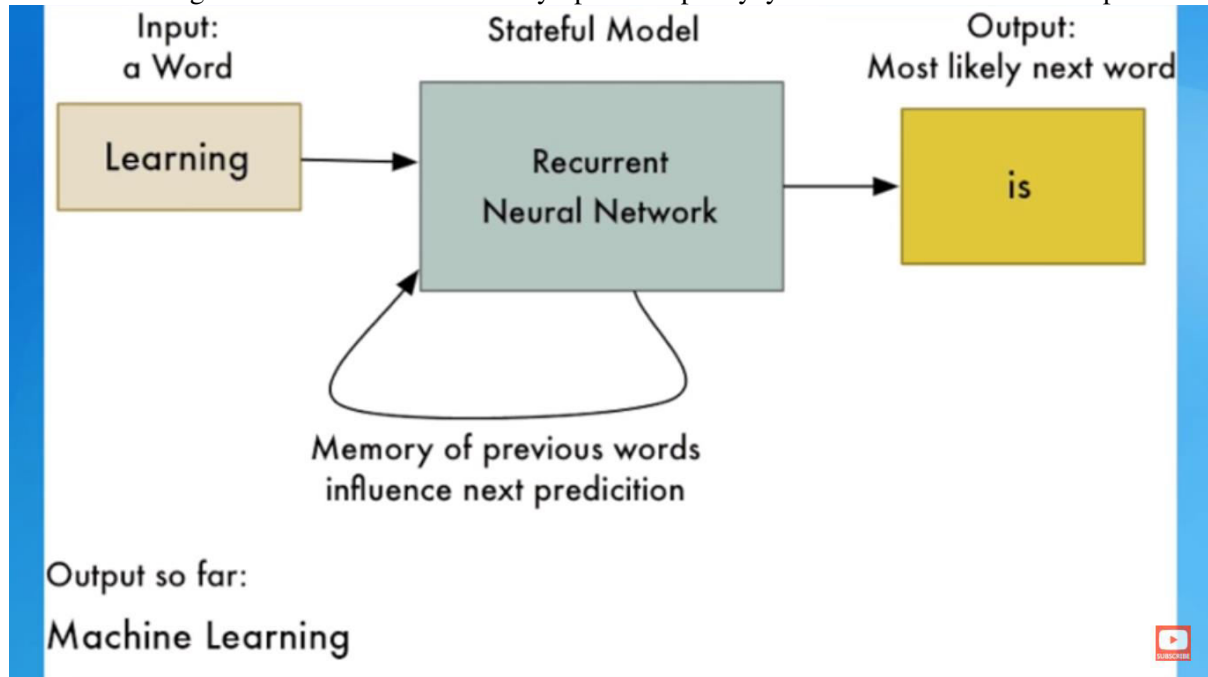 Input:
a Word
Stateful Model
Output:
Most likely next word
Learning
Recurrent
Neural Network
is
Memory of previous words
influence next predicition
Output so far:
Machine Learning
SUBSCRIBE